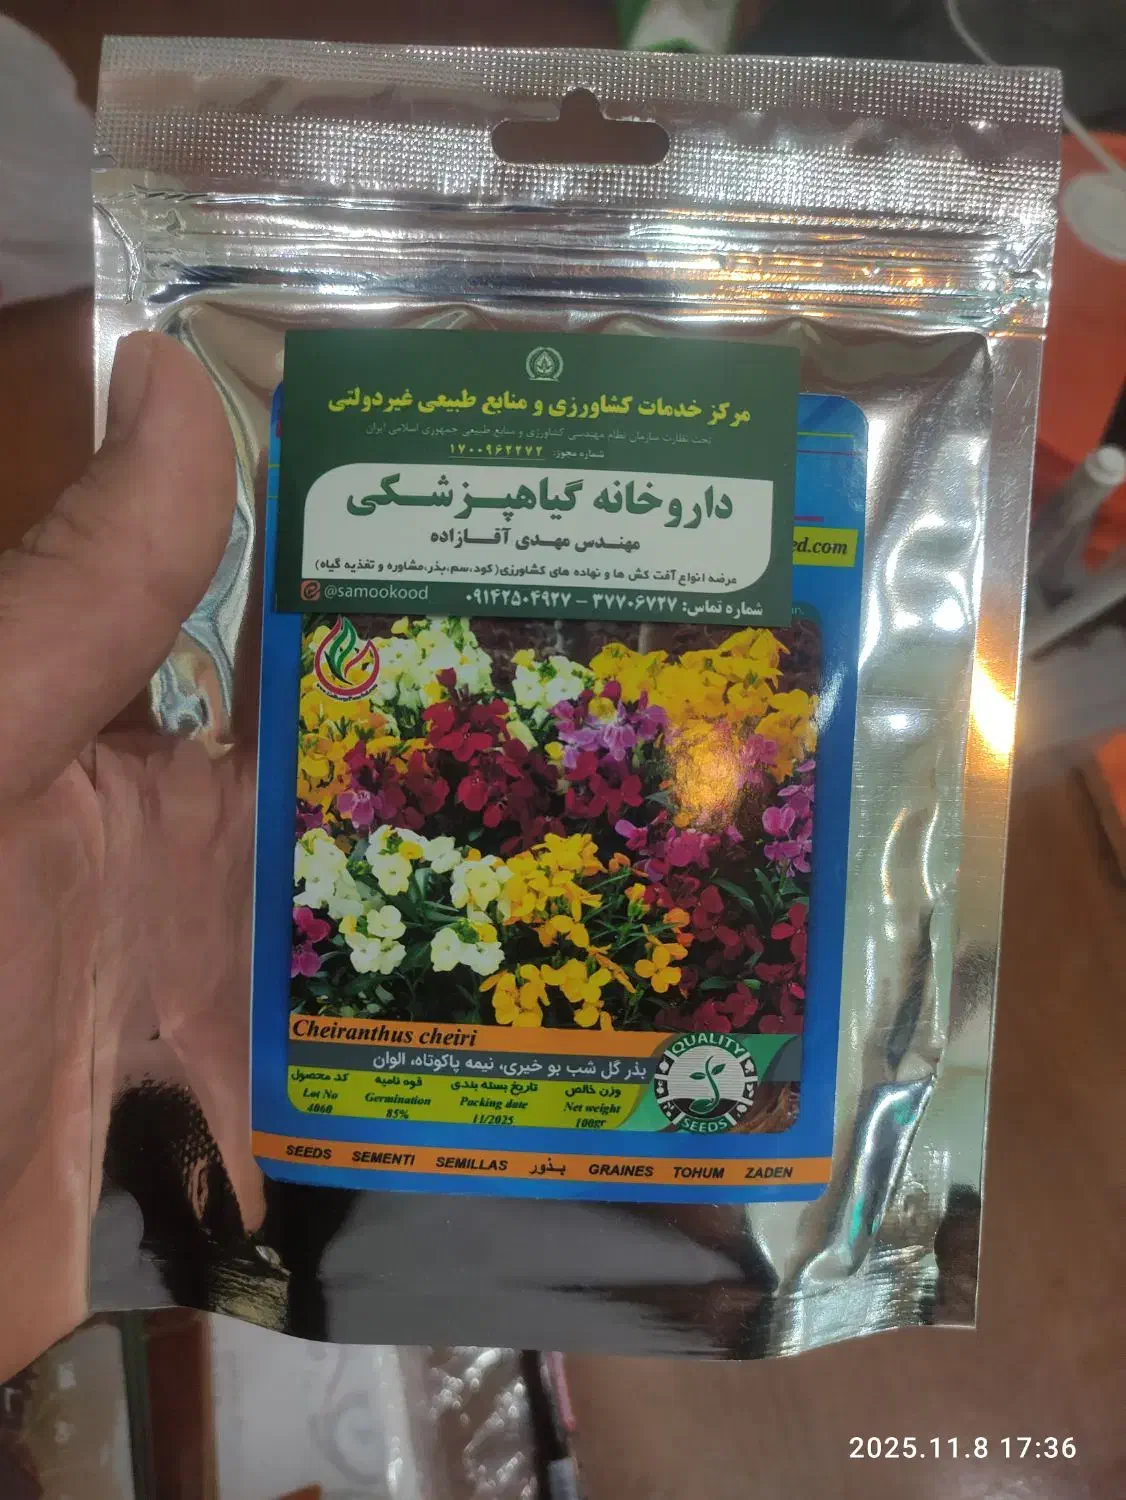 مرکز خدمات کشاورزی و منابع طبیعی غیردولتی
تحت نظارت سازمان نظام مهندسی کشاورزی و منابع طبیعی جمهوری اسلامی ایران
شماره مجوز: ۱۷۰۰۹۶۲۲۷۲
داروخانه گیاهپزشکی
مهندس مهدی آقازاده
عرضه انواع آفت کش ها و نهاده های کشاورزی(کود،سم،بذر،مشاوره و تغذیه گیاه)
شماره تماس: ۳۷۷۰۶۷۲۷ – ۰۹۱۴۲۵۰۴۹۲۷
@samookood
ed.com
Cheiranthus cheiri
بذر گل شب بو خیری، نیمه پاکوتاه، الوان
وزن خالص تاریخ بسته بندی قوه نامیه کد محصول
Lot No Germination Packing date Net weight
4060 85% 11/2025 100gr
QUALITY
SEEDS
SEEDS SEMENTI SEMILLAS بذور GRAINES TOHUM ZADEN
2025.11.8 17:36